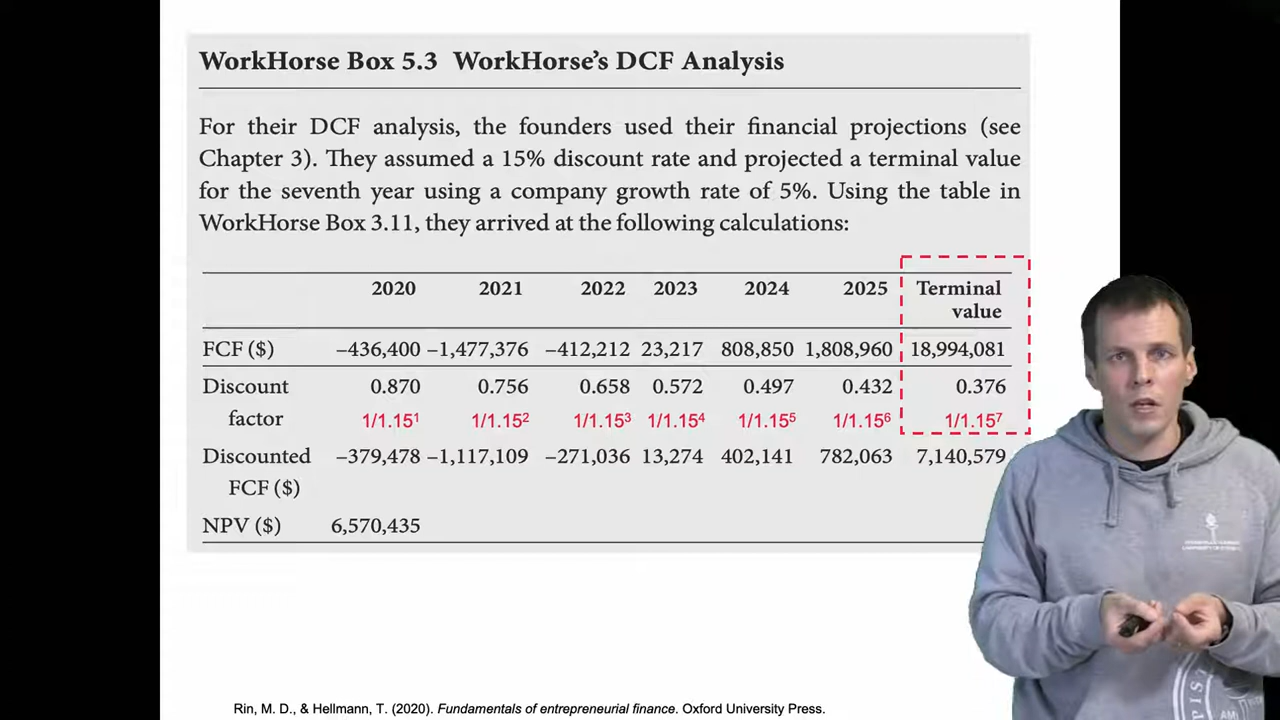 WorkHorse Box 5.3 WorkHorse's DCF Analysis
For their DCF analysis, the founders used their financial projections (see
Chapter 3). They assumed a 15% discount rate and projected a terminal value
for the seventh year using a company growth rate of 5%. Using the table in
WorkHorse Box 3.11, they arrived at the following calculations:
2020 2021 2022 2023 2024 2025 Terminal
value
FCF ($) –436,400 –1,477,376 –412,212 23,217 808,850 1,808,960 18,994,081
Discount 0.870 0.756 0.658 0.572 0.497 0.432 0.376
factor 1/1.15¹ 1/1.15² 1/1.15³ 1/1.15⁴ 1/1.15⁵ 1/1.15⁶ 1/1.15⁷
Discounted –379,478 –1,117,109 –271,036 13,274 402,141 782,063 7,140,579
FCF ($)
NPV ($) 6,570,435
Rin, M. D., & Hellmann, T. (2020). Fundamentals of entrepreneurial finance. Oxford University Press.